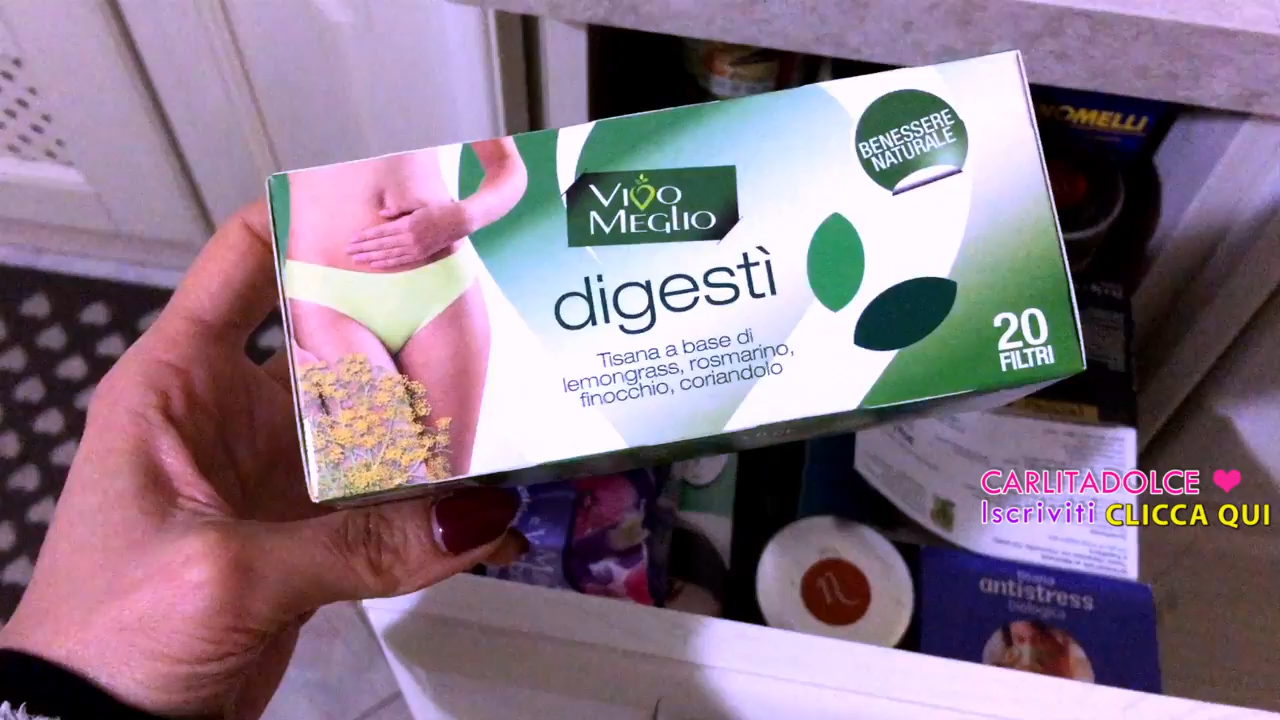 BENESSERE
NATURALE
VIVO
MEGLIO
digestì
Tisana a base di
lemongrass, rosmarino,
finocchio, coriandolo
20
FILTRI
NOMELLI
CARLITADOLCE
Iscriviti CLICCA QUI
tisana
antistress
biologica